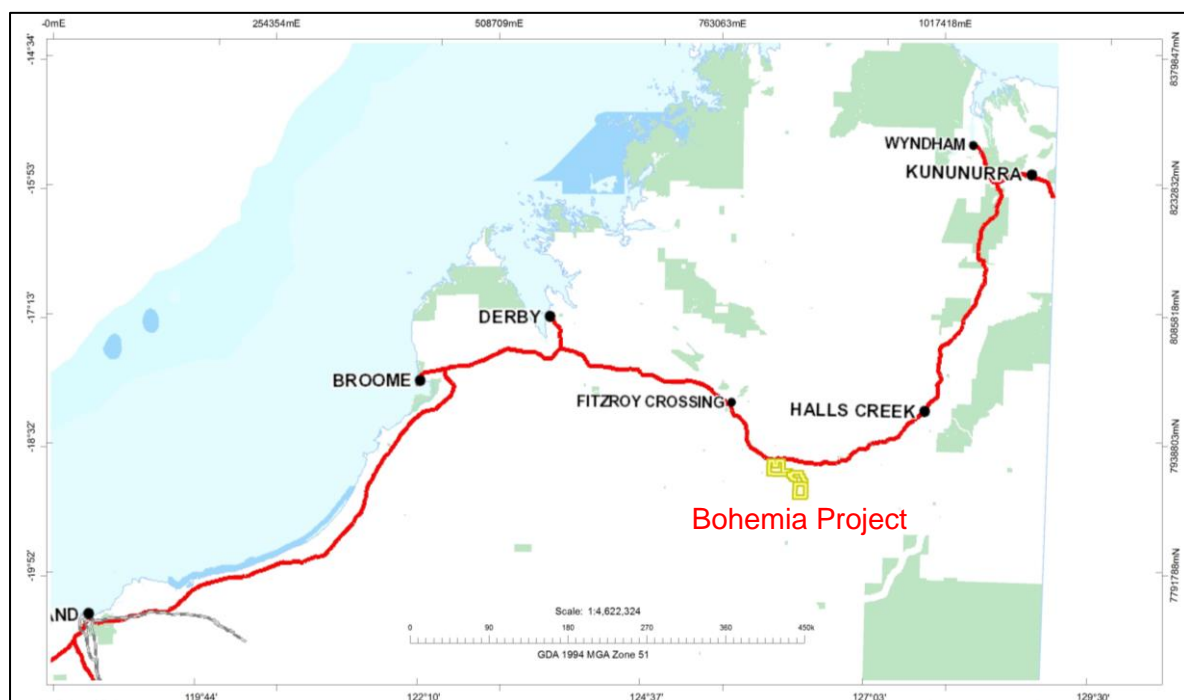 -0mE 254354mE 508709mE 763063mE 1017418mE
-14°34'
8379847mN
WYNDHAM
KUNUNURRA
-15°53'
8232832mN
DERBY
-17°13'
8085818mN
BROOME
FITZROY CROSSING
HALLS CREEK
-18°32'
7938803mN
Bohemia Project
-19°52'
7791788mN
AND
Scale: 1:4,622,324
0 90 180 270 360 450k
GDA 1994 MGA Zone 51
119°44' 122°10' 124°37' 127°03' 129°30'